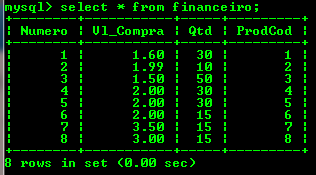 mysql> select * from financeiro;
+--------+-----------+------+---------+
| Numero | Vl_Compra | Qtd | ProdCod |
+--------+-----------+------+---------+
| 1 | 1.60 | 30 | 1 |
| 2 | 1.99 | 10 | 2 |
| 3 | 1.50 | 50 | 3 |
| 4 | 2.00 | 30 | 4 |
| 5 | 2.00 | 30 | 5 |
| 6 | 2.00 | 15 | 6 |
| 7 | 3.50 | 15 | 7 |
| 8 | 3.00 | 15 | 8 |
+--------+-----------+------+---------+
8 rows in set (0.00 sec)